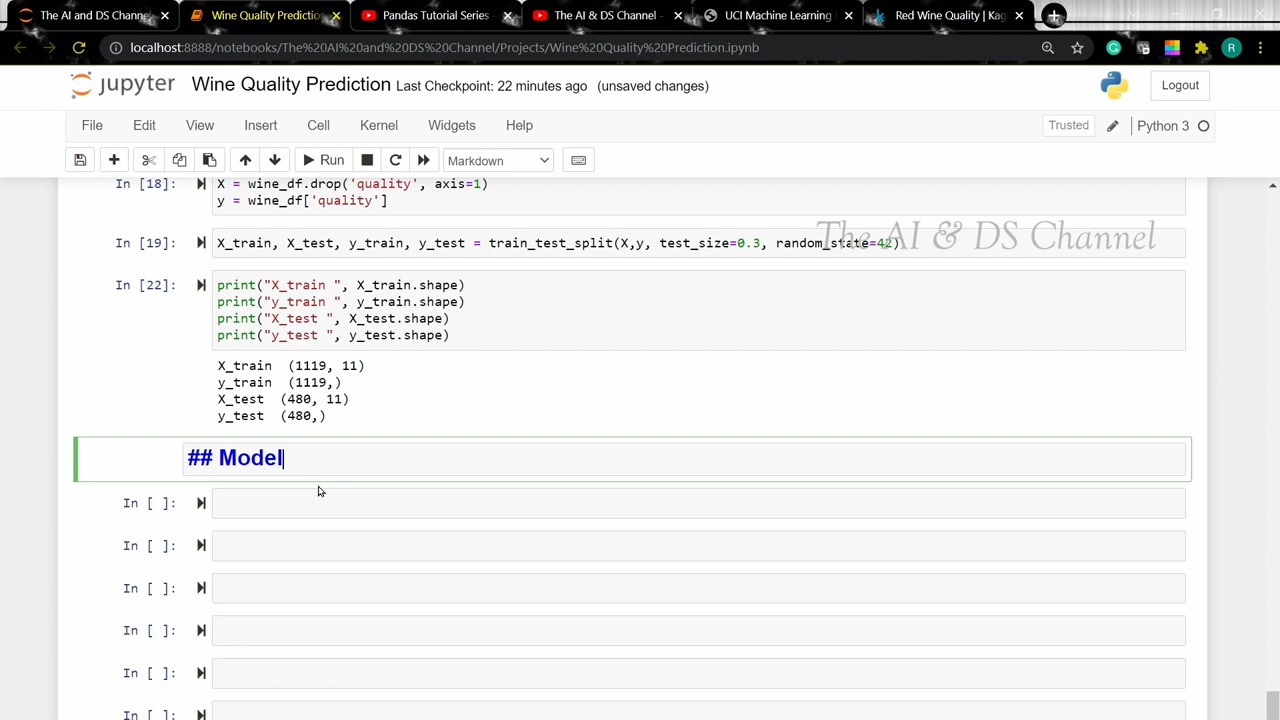 The AI and DS Channel
Wine Quality Predictio
Pandas Tutorial Series -
The AI & DS Channel -
UCI Machine Learning
Red Wine Quality | Kag
localhost:8888/notebooks/The%20AI%20and%20DS%20Channel/Projects/Wine%20Quality%20Prediction.ipynb
R
jupyter Wine Quality Prediction Last Checkpoint: 22 minutes ago (unsaved changes)
Logout
File Edit View Insert Cell Kernel Widgets Help
Trusted
Python 3
Run
Markdown
In [18]: X = wine_df.drop('quality', axis=1)
y = wine_df['quality']
The AI & DS Channel
In [19]: X_train, X_test, y_train, y_test = train_test_split(X,y, test_size=0.3, random_state=42)
In [22]: print("X_train ", X_train.shape)
print("y_train ", y_train.shape)
print("X_test ", X_test.shape)
print("y_test ", y_test.shape)
X_train  (1119, 11)
y_train  (1119,)
X_test  (480, 11)
y_test  (480,)
## Model
In [ ]:
In [ ]:
In [ ]:
In [ ]:
In [ ]:
In [ ]: